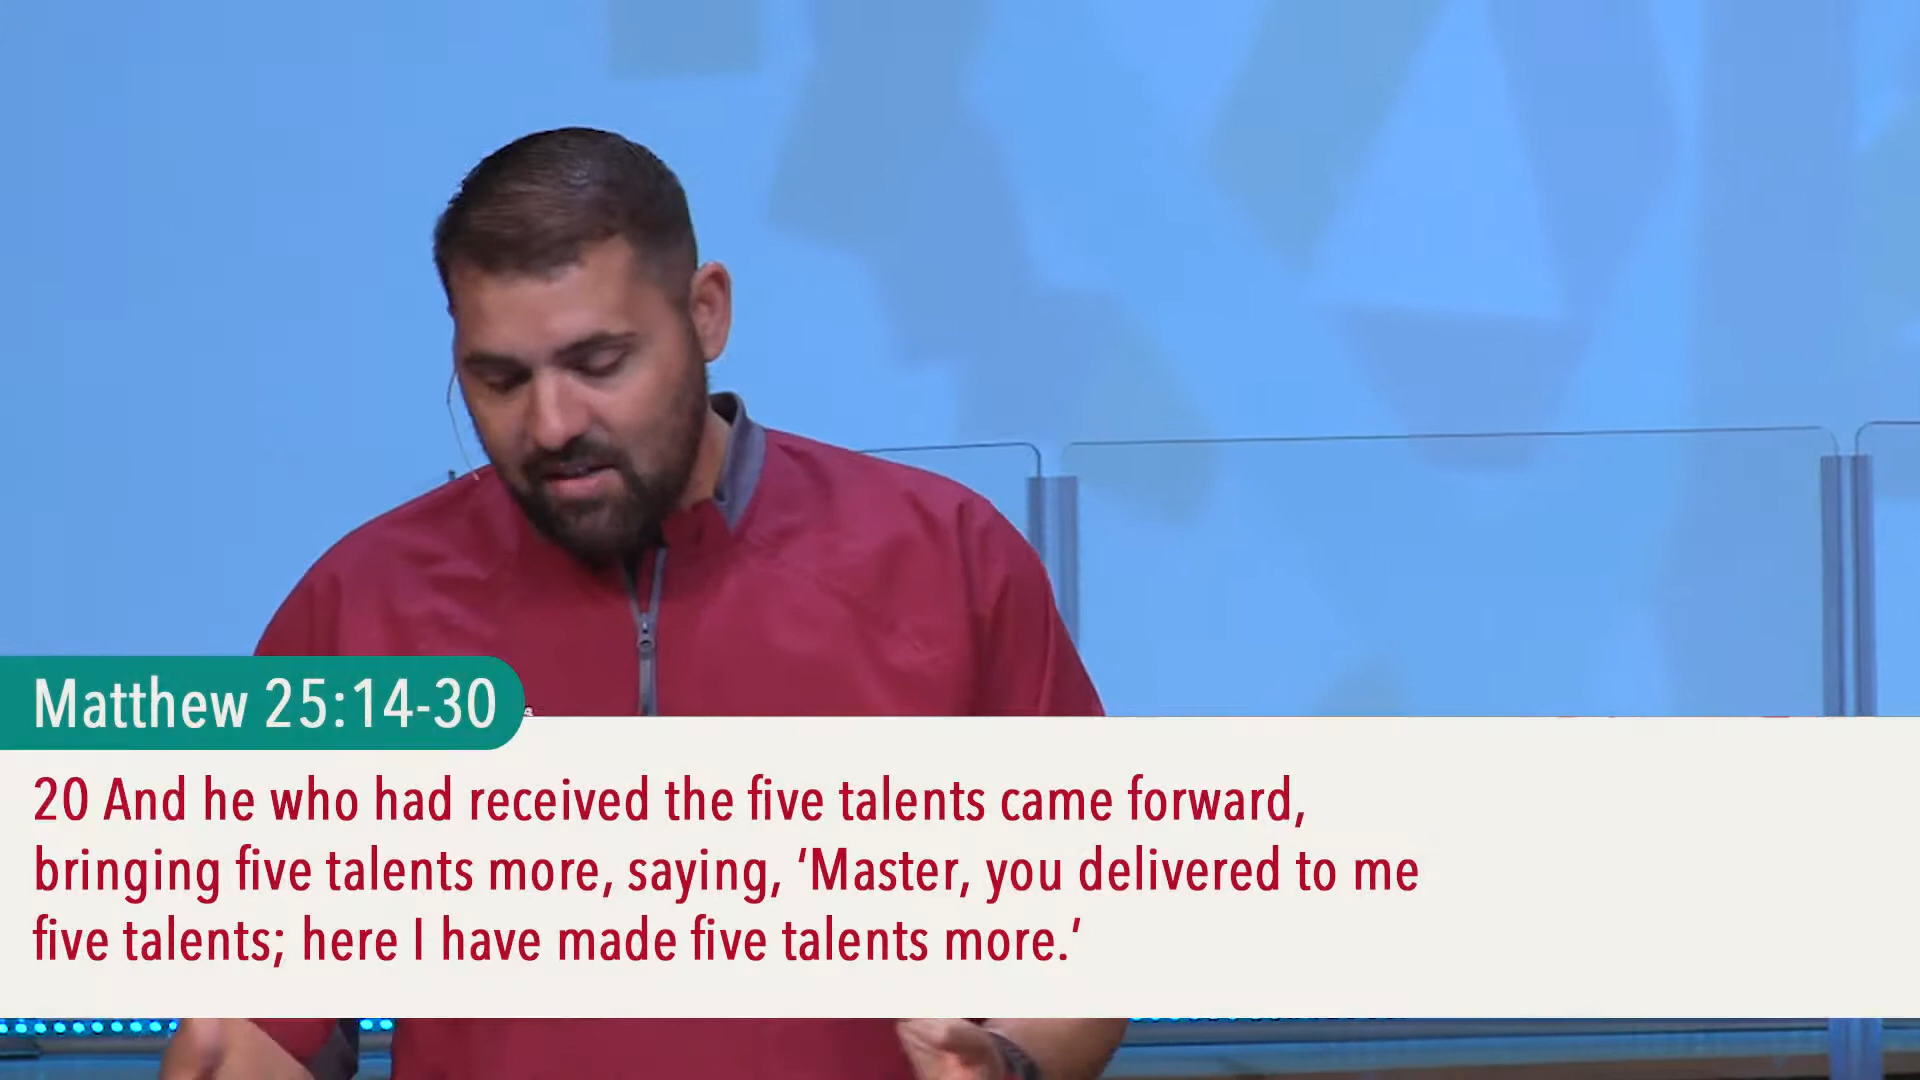 Matthew 25:14-30
20 And he who had received the five talents came forward,
bringing five talents more, saying, ‘Master, you delivered to me
five talents; here I have made five talents more.’